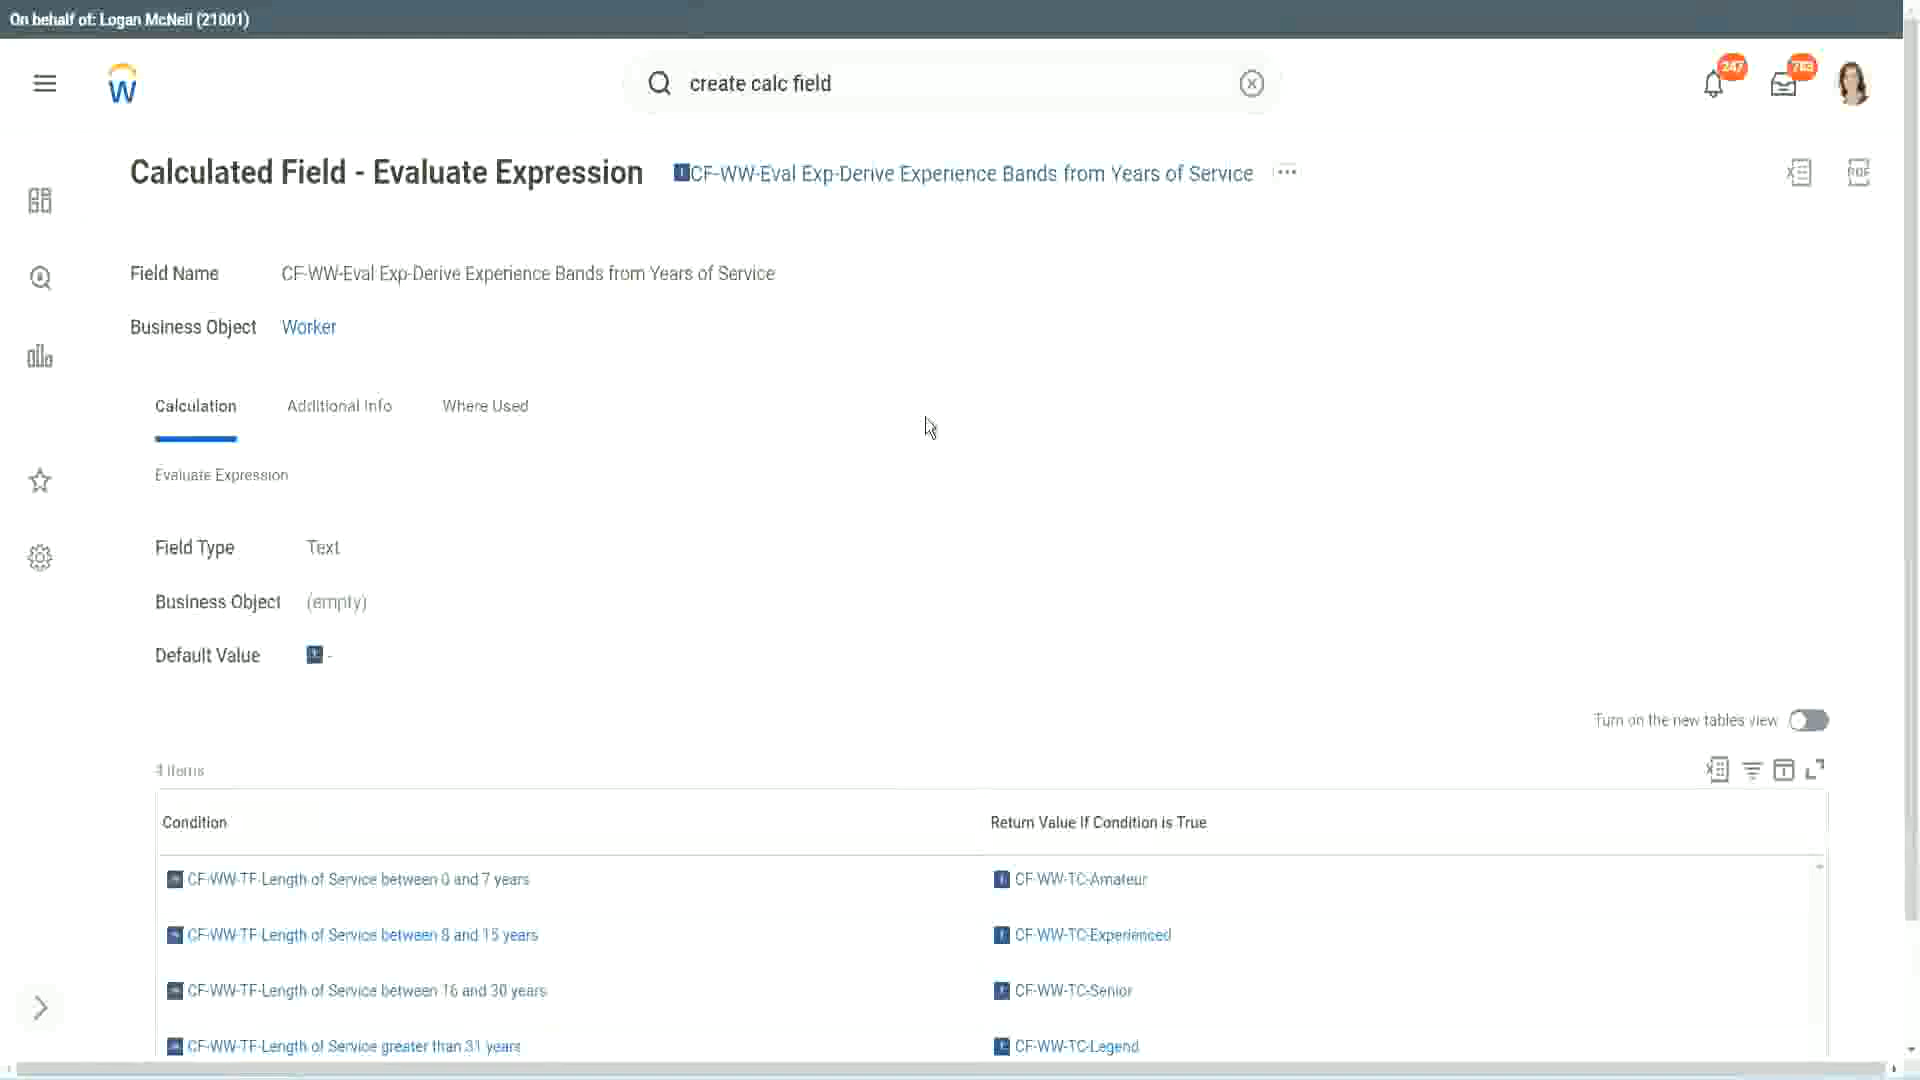 On behalf of: Logan McNeil (21001)
W
create calc field
247
783
Calculated Field - Evaluate Expression
CF-WW-Eval Exp-Derive Experience Bands from Years of Service
PDF
Field Name CF-WW-Eval Exp-Derive Experience Bands from Years of Service
Business Object Worker
Calculation Additional Info Where Used
Evaluate Expression
Field Type Text
Business Object (empty)
Default Value -
Turn on the new tables view
4 items
Condition Return Value If Condition is True
CF-WW-TF-Length of Service between 0 and 7 years CF-WW-TC-Amateur
CF-WW-TF-Length of Service between 8 and 15 years CF-WW-TC-Experienced
CF-WW-TF-Length of Service between 16 and 30 years CF-WW-TC-Senior
CF-WW-TF-Length of Service greater than 31 years CF-WW-TC-Legend